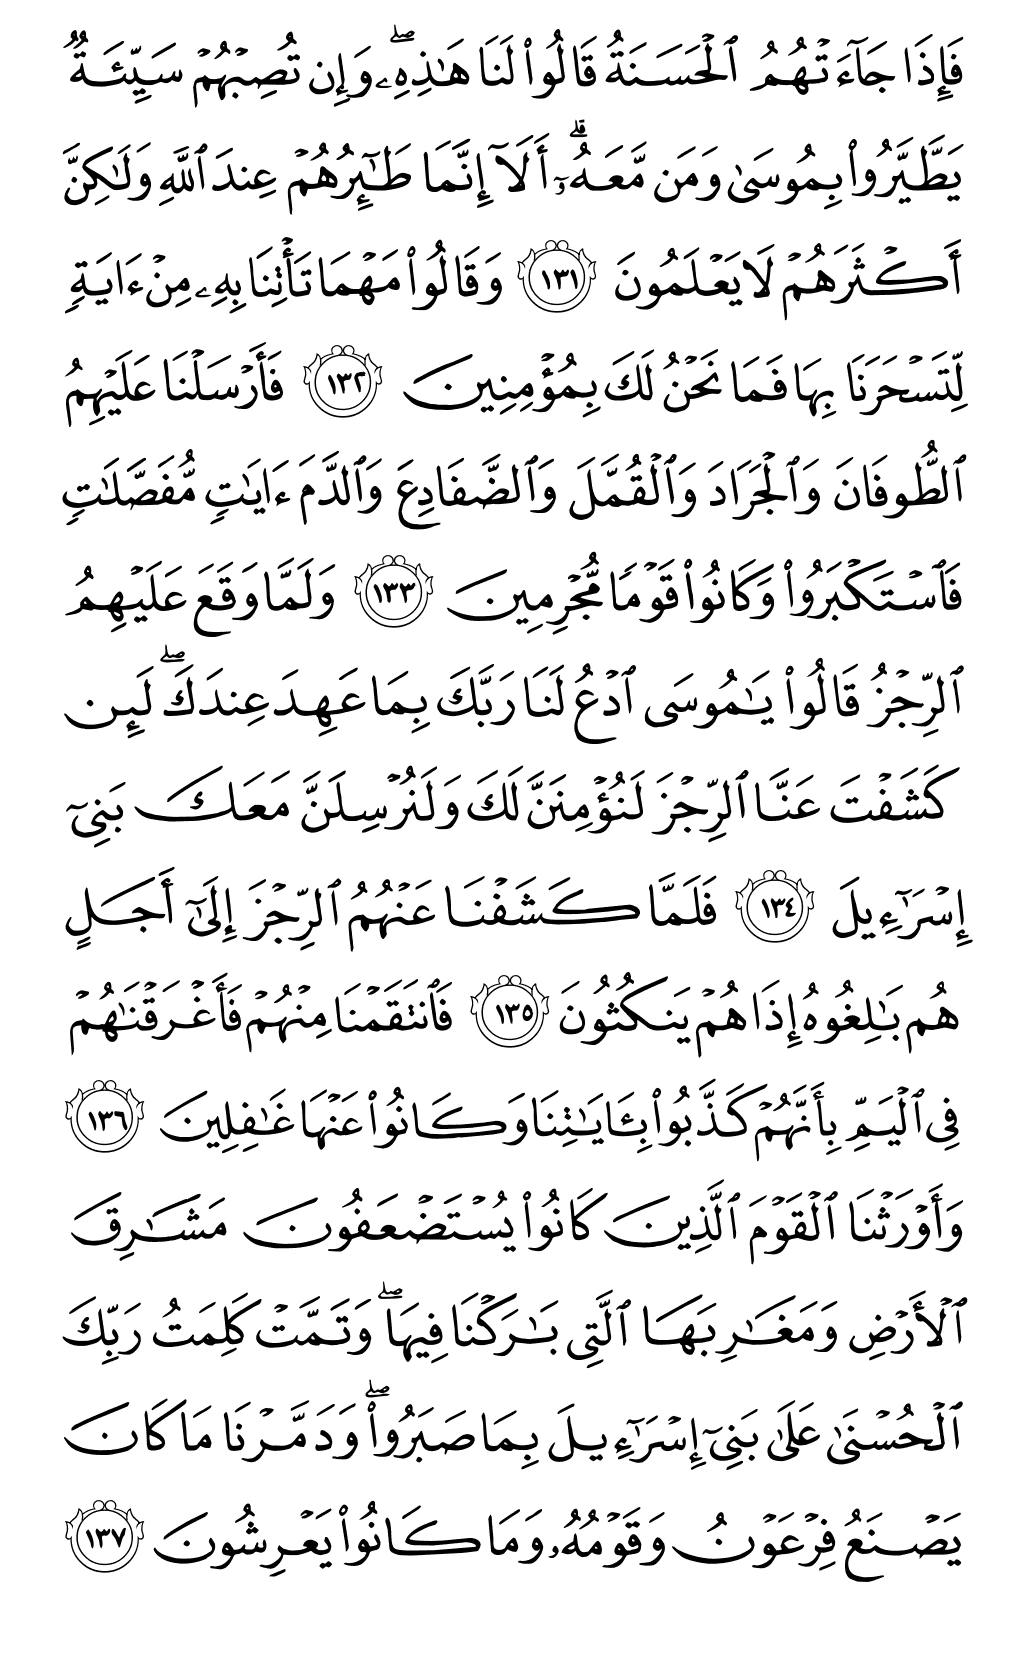 فَإِذَا جَآءَتْهُمُ ٱلْحَسَنَةُ قَالُوا۟ لَنَا هَـٰذِهِۦ ۖ وَإِن تُصِبْهُمْ سَيِّئَةٌ
يَطَّيَّرُوا۟ بِمُوسَىٰ وَمَن مَّعَهُۥٓ ۗ أَلَآ إِنَّمَا طَـٰٓئِرُهُمْ عِندَ ٱللَّهِ وَلَـٰكِنَّ
أَكْثَرَهُمْ لَا يَعْلَمُونَ ١٣١ وَقَالُوا۟ مَهْمَا تَأْتِنَا بِهِۦ مِنْ ءَايَةٍ
لِّتَسْحَرَنَا بِهَا فَمَا نَحْنُ لَكَ بِمُؤْمِنِينَ ١٣٢ فَأَرْسَلْنَا عَلَيْهِمُ
ٱلطُّوفَانَ وَٱلْجَرَادَ وَٱلْقُمَّلَ وَٱلضَّفَادِعَ وَٱلدَّمَ ءَايَـٰتٍ مُّفَصَّلَـٰتٍ
فَٱسْتَكْبَرُوا۟ وَكَانُوا۟ قَوْمًا مُّجْرِمِينَ ١٣٣ وَلَمَّا وَقَعَ عَلَيْهِمُ
ٱلرِّجْزُ قَالُوا۟ يَـٰمُوسَى ٱدْعُ لَنَا رَبَّكَ بِمَا عَهِدَ عِندَكَ ۖ لَئِن
كَشَفْتَ عَنَّا ٱلرِّجْزَ لَنُؤْمِنَنَّ لَكَ وَلَنُرْسِلَنَّ مَعَكَ بَنِىٓ
إِسْرَٰٓءِيلَ ١٣٤ فَلَمَّا كَشَفْنَا عَنْهُمُ ٱلرِّجْزَ إِلَىٰٓ أَجَلٍ
هُم بَـٰلِغُوهُ إِذَا هُمْ يَنكُثُونَ ١٣٥ فَٱنتَقَمْنَا مِنْهُمْ فَأَغْرَقْنَـٰهُمْ
فِى ٱلْيَمِّ بِأَنَّهُمْ كَذَّبُوا۟ بِـَٔايَـٰتِنَا وَكَانُوا۟ عَنْهَا غَـٰفِلِينَ ١٣٦
وَأَوْرَثْنَا ٱلْقَوْمَ ٱلَّذِينَ كَانُوا۟ يُسْتَضْعَفُونَ مَشَـٰرِقَ
ٱلْأَرْضِ وَمَغَـٰرِبَهَا ٱلَّتِى بَـٰرَكْنَا فِيهَا ۖ وَتَمَّتْ كَلِمَتُ رَبِّكَ
ٱلْحُسْنَىٰ عَلَىٰ بَنِىٓ إِسْرَٰٓءِيلَ بِمَا صَبَرُوا۟ ۖ وَدَمَّرْنَا مَا كَانَ
يَصْنَعُ فِرْعَوْنُ وَقَوْمُهُۥ وَمَا كَانُوا۟ يَعْرِشُونَ ١٣٧